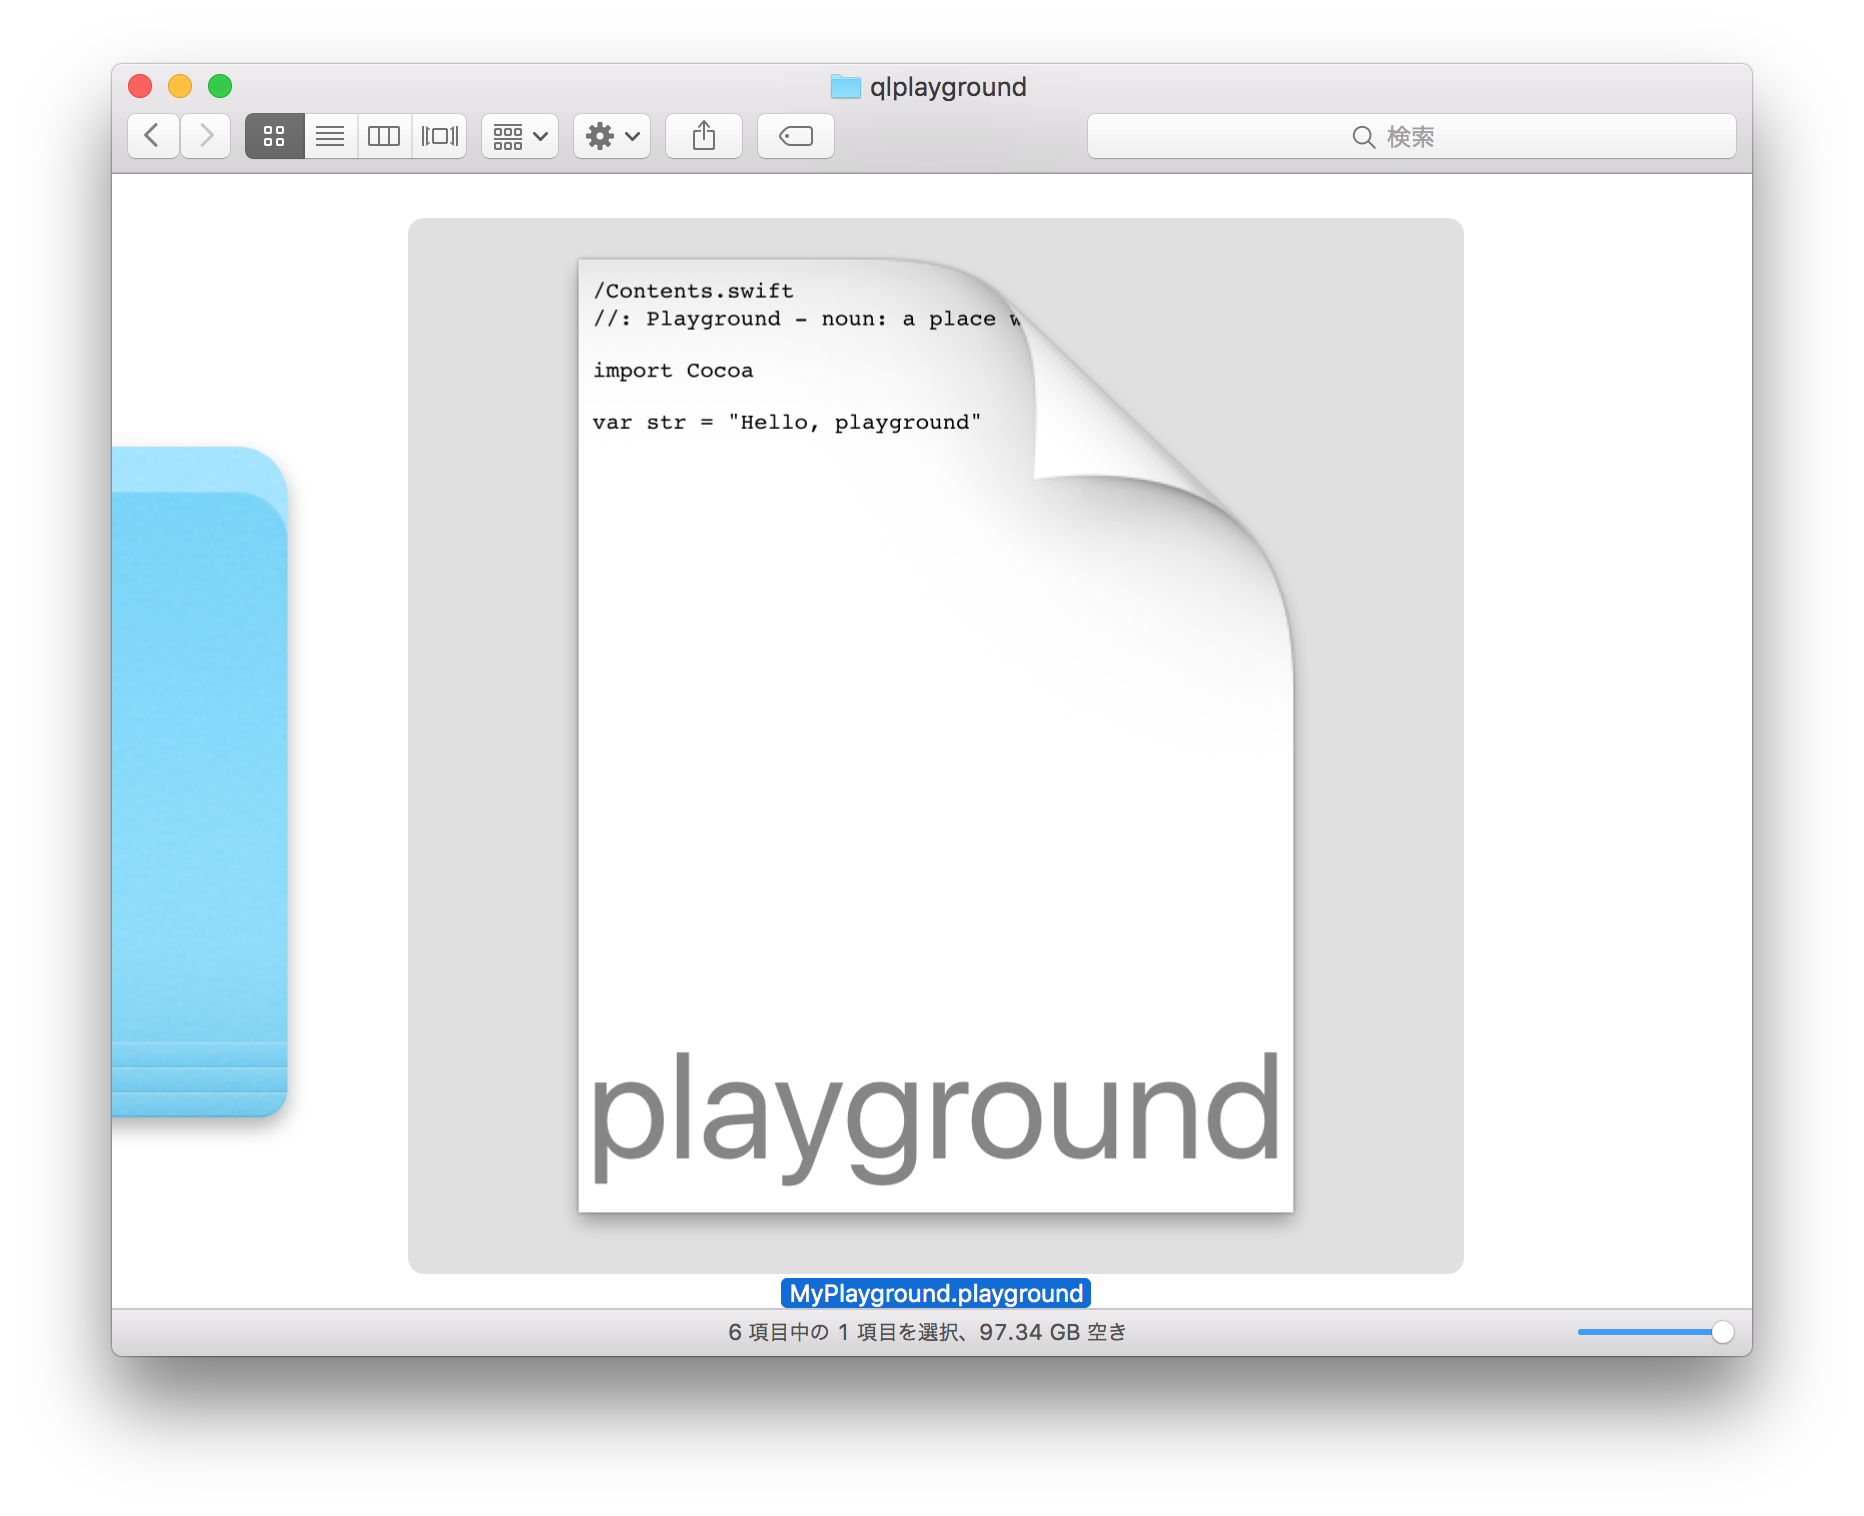 qlplayground
検索
/Contents.swift
//: Playground - noun: a place
import Cocoa
var str = "Hello, playground"
playground
MyPlayground.playground
6 項目中の 1 項目を選択、97.34 GB 空き